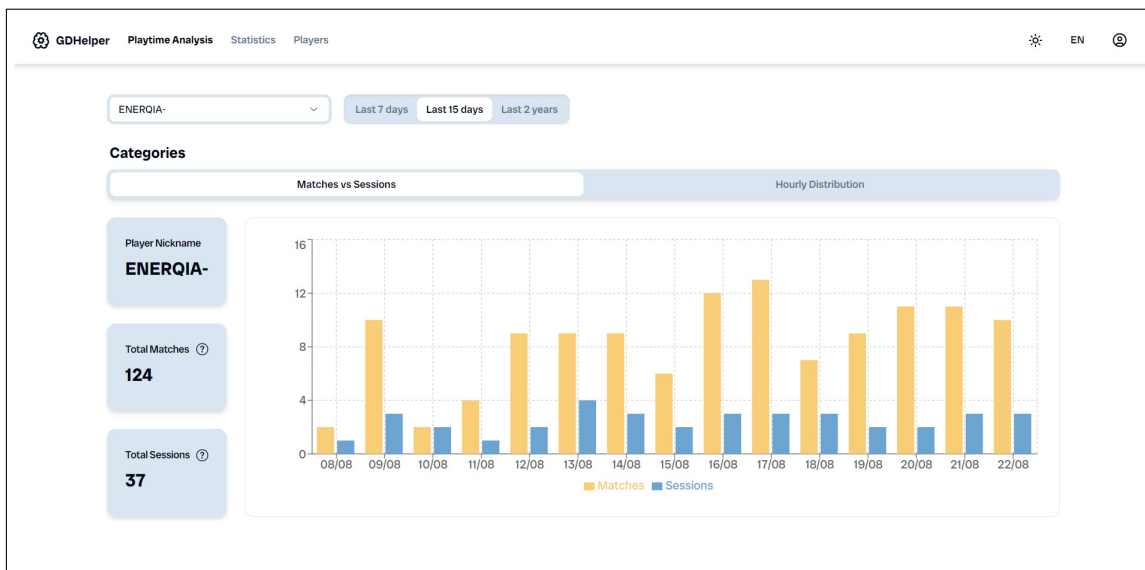 GDHelper Playtime Analysis Statistics Players EN
ENERQIA- Last 7 days Last 15 days Last 2 years
Categories
Matches vs Sessions Hourly Distribution
Player Nickname
ENERQIA-
Total Matches ?
124
Total Sessions ?
37
16
12
8
4
0
08/08 09/08 10/08 11/08 12/08 13/08 14/08 15/08 16/08 17/08 18/08 19/08 20/08 21/08 22/08
Matches Sessions